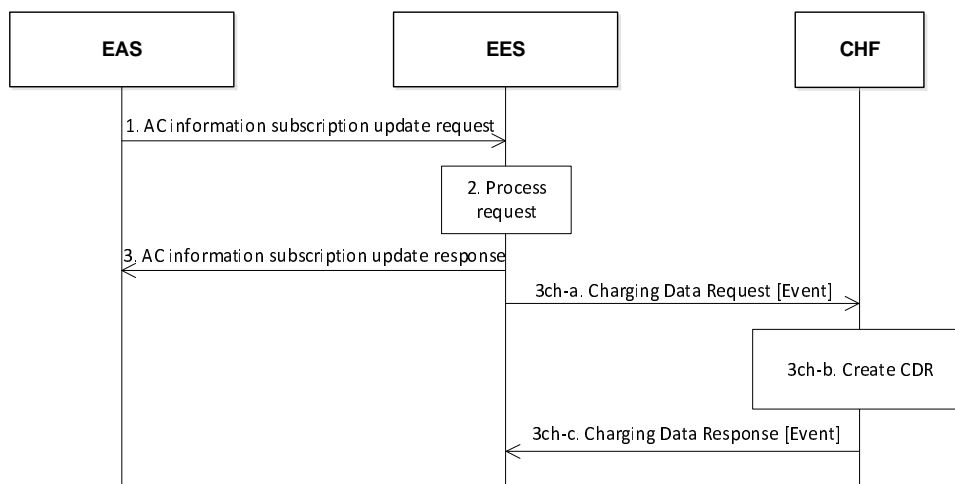 EAS
EES
CHF
1. AC information subscription update request
2. Process
request
3. AC information subscription update response
3ch-a. Charging Data Request [Event]
3ch-b. Create CDR
3ch-c. Charging Data Response [Event]